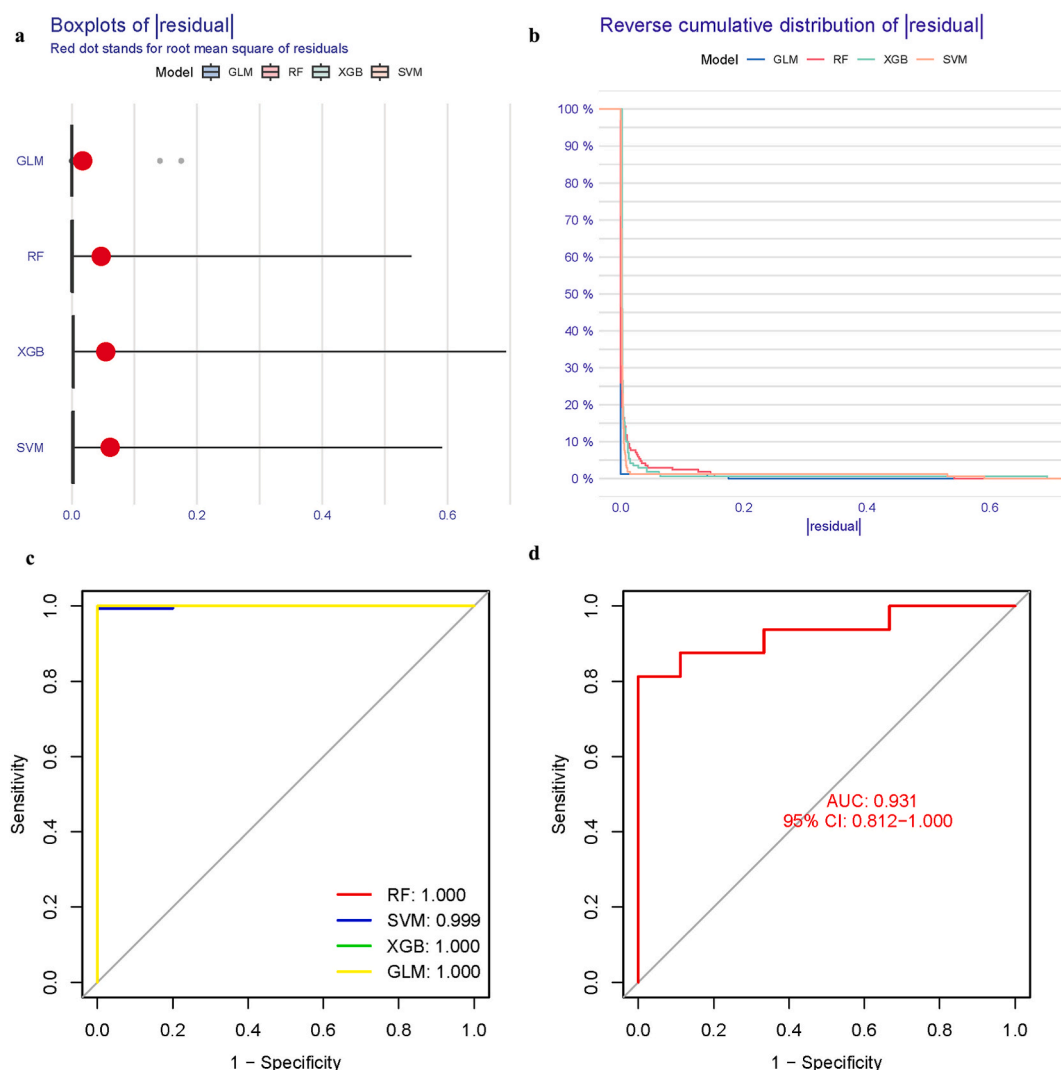 a
Boxplots of |residual|
Red dot stands for root mean square of residuals
Model GLM RF XGB SVM
GLM
RF
XGB
SVM
0.0 0.2 0.4 0.6
b
Reverse cumulative distribution of |residual|
Model GLM RF XGB SVM
100 %
90 %
80 %
70 %
60 %
50 %
40 %
30 %
20 %
10 %
0 %
0.0 0.2 0.4 0.6
|residual|
c
Sensitivity
1.0
0.8
0.6
0.4
0.2
0.0
RF: 1.000
SVM: 0.999
XGB: 1.000
GLM: 1.000
0.0 0.2 0.4 0.6 0.8 1.0
1 − Specificity
d
Sensitivity
1.0
0.8
0.6
0.4
0.2
0.0
AUC: 0.931
95% CI: 0.812−1.000
0.0 0.2 0.4 0.6 0.8 1.0
1 − Specificity